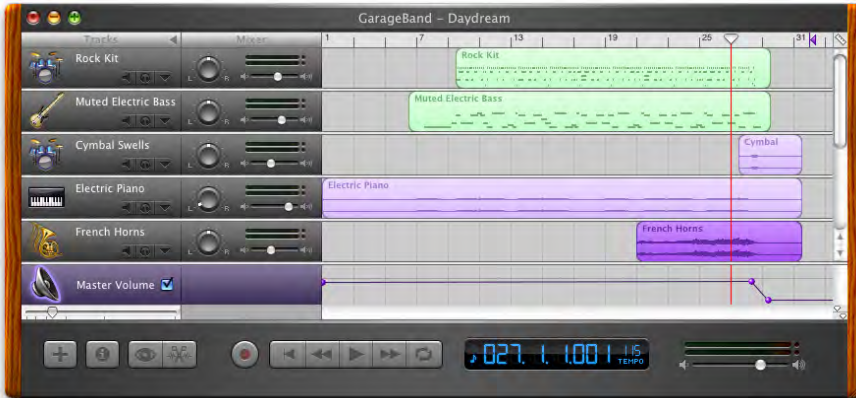 GarageBand – Daydream
Tracks
Mixer
1 7 13 19 25 31
Rock Kit
L R
Rock Kit
Muted Electric Bass
L R
Muted Electric Bass
Cymbal Swells
L R
Cymbal
Electric Piano
L R
Electric Piano
French Horns
L R
French Horns
Master Volume
027. 1. 1.001 115
TEMPO